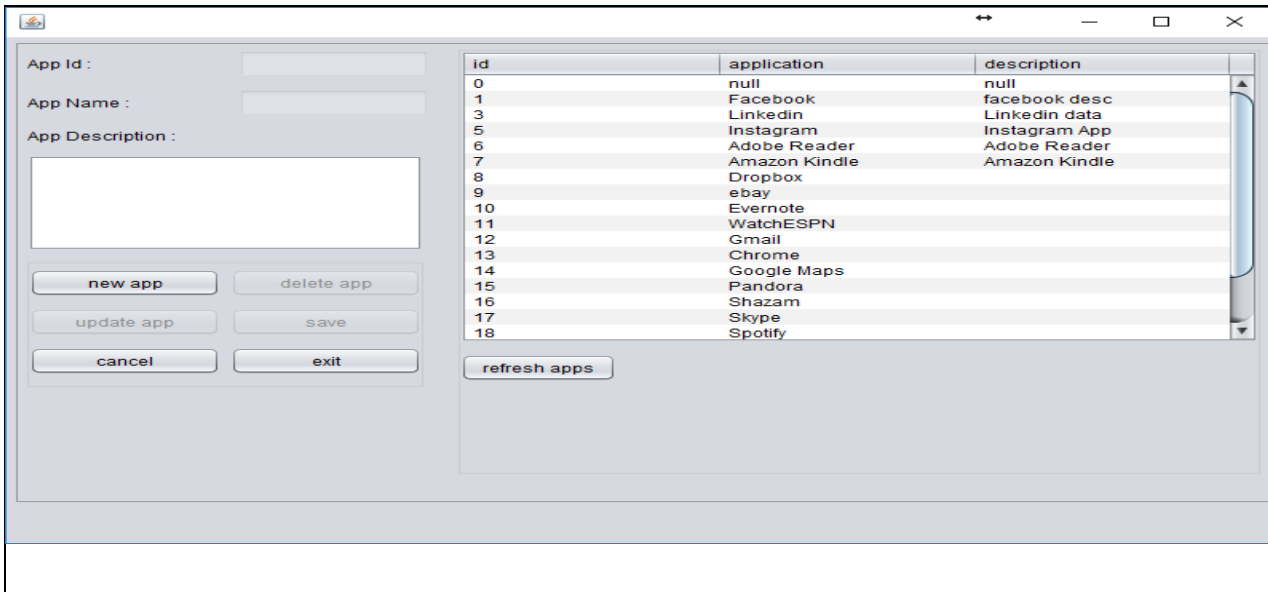 App Id :
App Name :
App Description :
new app delete app
update app save
cancel exit
id application description
0 null null
1 Facebook facebook desc
3 Linkedin Linkedin data
5 Instagram Instagram App
6 Adobe Reader Adobe Reader
7 Amazon Kindle Amazon Kindle
8 Dropbox
9 ebay
10 Evernote
11 WatchESPN
12 Gmail
13 Chrome
14 Google Maps
15 Pandora
16 Shazam
17 Skype
18 Spotify
refresh apps